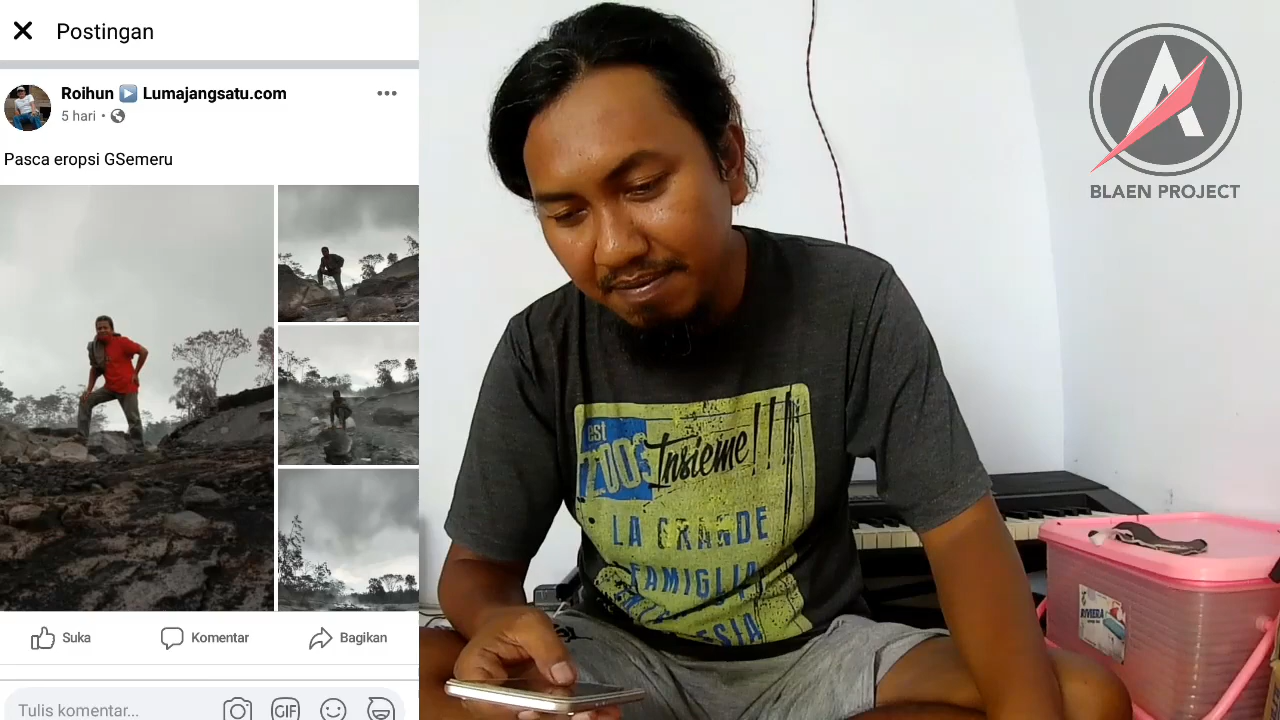 Postingan
Roihun ▶ Lumajangsatu.com
5 hari
Pasca eropsi GSemeru
Suka
Komentar
Bagikan
Tulis komentar...
GIF
BLAEN PROJECT
est
Insieme!!!
LA GRANDE
FAMIGLIA
RIVIERA